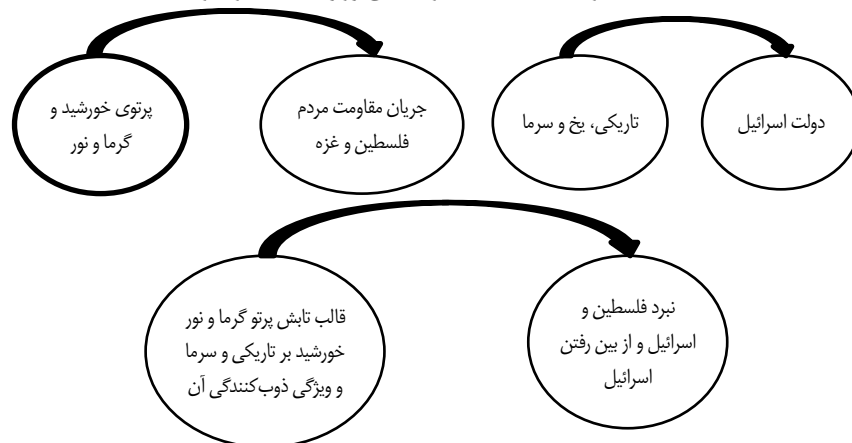 جریان مقاومت مردم
فلسطین و غزه
پرتوی خورشید و
گرما و نور
دولت اسرائیل
تاریکی، یخ و سرما
نبرد فلسطین و
اسرائیل و از بین رفتن
اسرائیل
قالب تابش پرتو گرما و نور
خورشید بر تاریکی و سرما
و ویژگی ذوب‌کنندگی آن